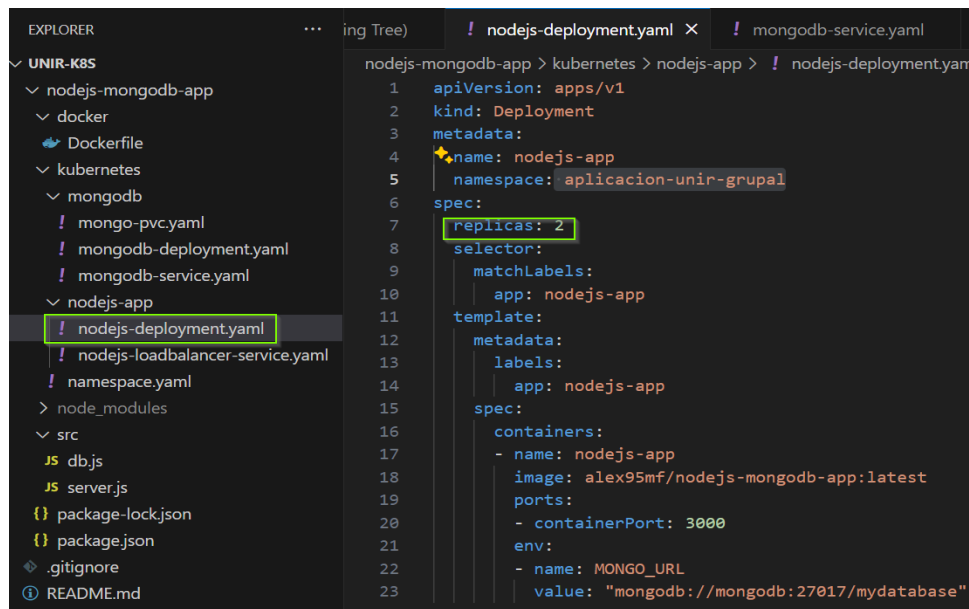 EXPLORER ...
UNIR-K8S
nodejs-mongodb-app
docker
Dockerfile
kubernetes
mongodb
! mongo-pvc.yaml
! mongodb-deployment.yaml
! mongodb-service.yaml
nodejs-app
! nodejs-deployment.yaml
! nodejs-loadbalancer-service.yaml
! namespace.yaml
node_modules
src
JS db.js
JS server.js
{} package-lock.json
{} package.json
.gitignore
README.md
ing Tree) ! nodejs-deployment.yaml × ! mongodb-service.yaml
nodejs-mongodb-app > kubernetes > nodejs-app > ! nodejs-deployment.yam
1 apiVersion: apps/v1
2 kind: Deployment
3 metadata:
4 name: nodejs-app
5 namespace: aplicacion-unir-grupal
6 spec:
7 replicas: 2
8 selector:
9 matchLabels:
10 app: nodejs-app
11 template:
12 metadata:
13 labels:
14 app: nodejs-app
15 spec:
16 containers:
17 - name: nodejs-app
18 image: alex95mf/nodejs-mongodb-app:latest
19 ports:
20 - containerPort: 3000
21 env:
22 - name: MONGO_URL
23 value: "mongodb://mongodb:27017/mydatabase"